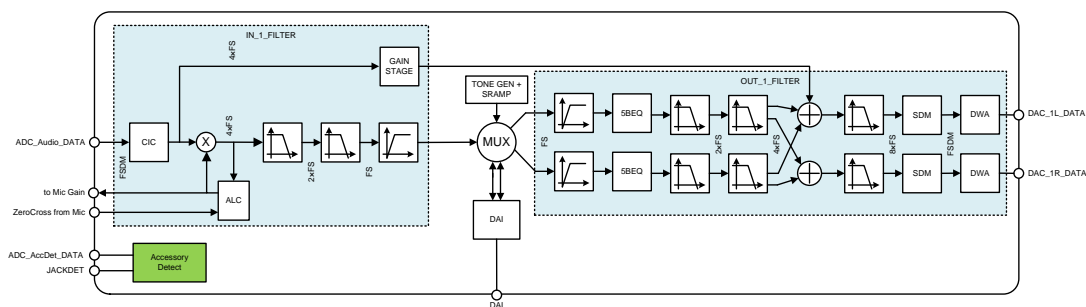 IN_1_FILTER
4xFS
GAIN
STAGE
TONE GEN +
SRAMP
OUT_1_FILTER
ADC_Audio_DATA
FSDM
CIC
X
4xFS
2xFS
FS
MUX
FS
5BEQ
2xFS
4xFS
8xFS
SDM
FSDM
DWA
DAC_1L_DATA
5BEQ
SDM
DWA
DAC_1R_DATA
to Mic Gain
ALC
ZeroCross from Mic
DAI
ADC_AccDet_DATA
JACKDET
Accessory
Detect
DAI